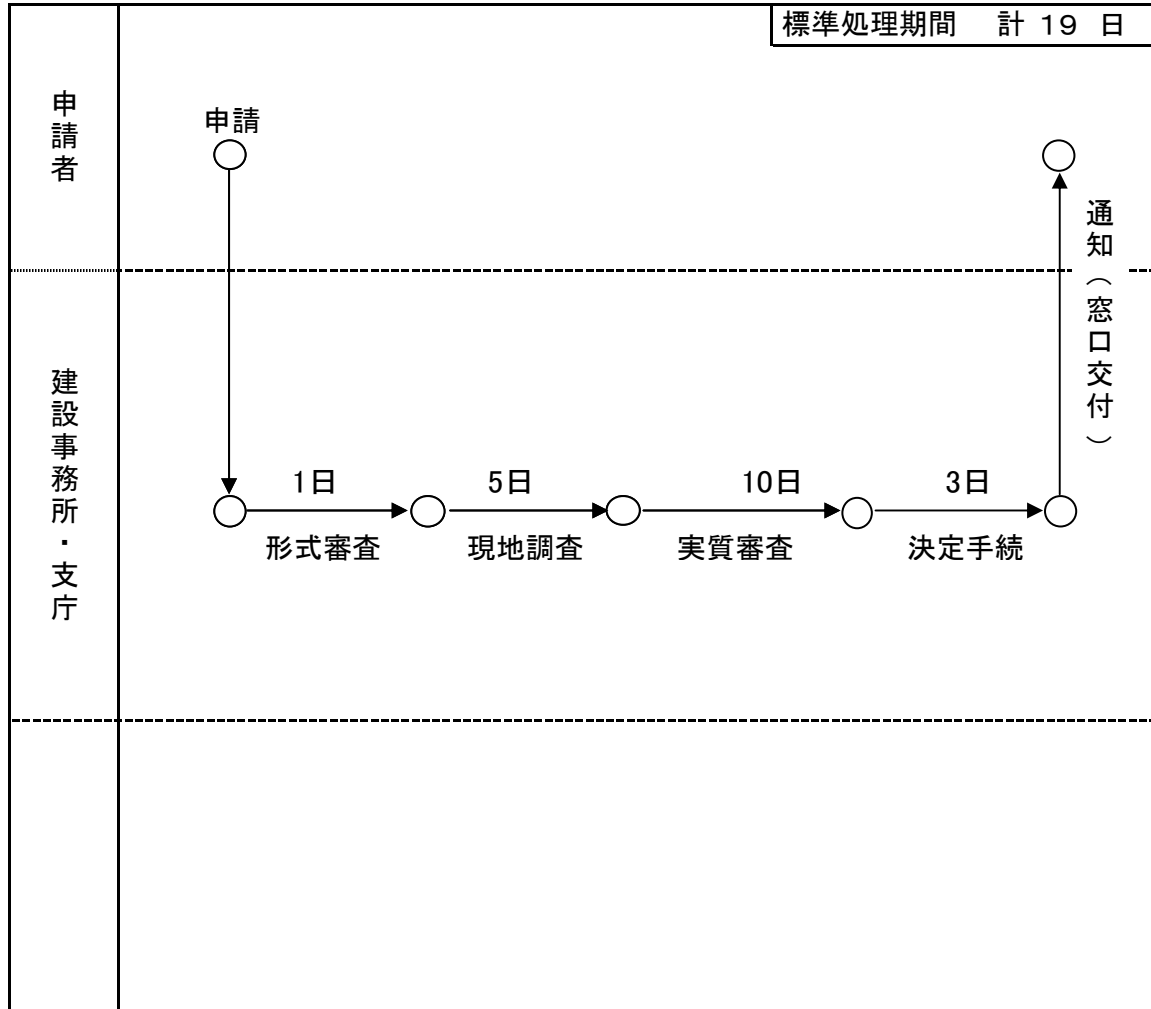 標準処理期間　計 19 日
申請者
申請
通知（窓口交付）
建設事務所・支庁
1日
5日
10日
3日
形式審査
現地調査
実質審査
決定手続